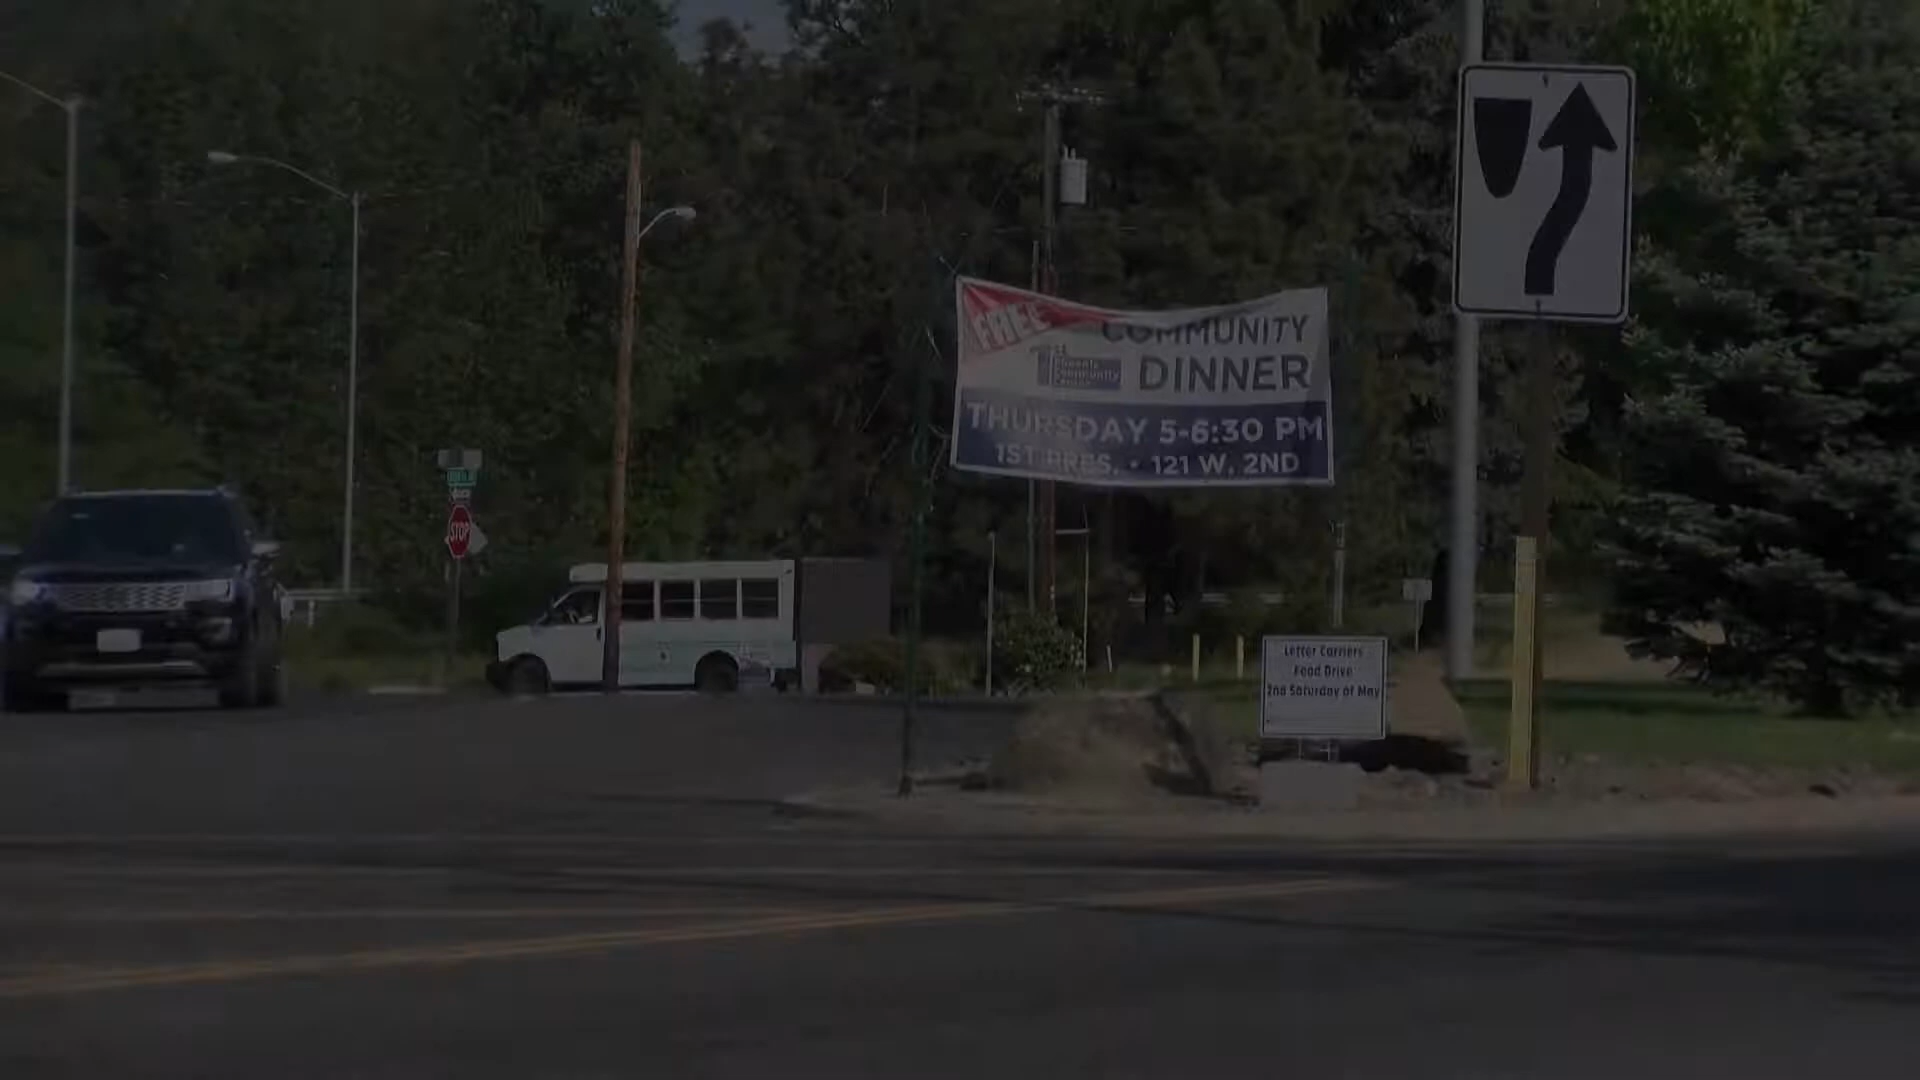 FREE
COMMUNITY
DINNER
Community
THURSDAY 5-6:30 PM
1ST PRES. • 121 W. 2ND
STOP
Letter Carriers
Food Drive
2nd Saturday of May